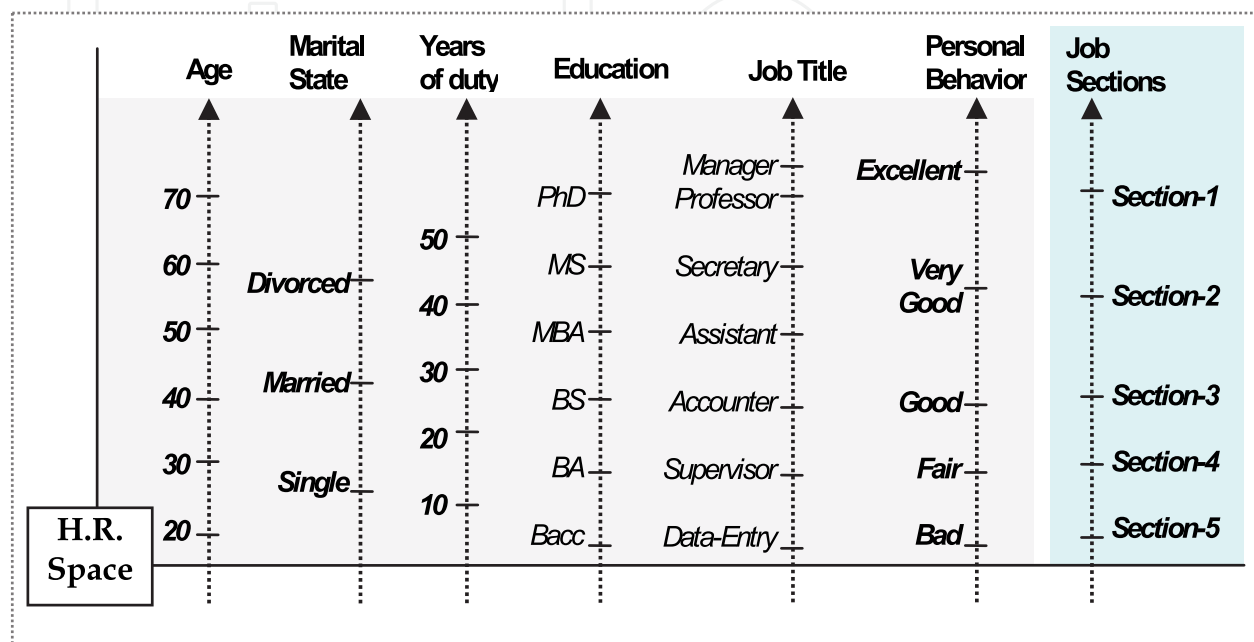 Age
Marital
State
Years
of duty
Education
Job Title
Personal
Behavior
Job
Sections
70
60
50
40
30
20
Divorced
Married
Single
50
40
30
20
10
PhD
MS
MBA
BS
BA
Bacc
Manager
Professor
Secretary
Assistant
Accounter
Supervisor
Data-Entry
Excellent
Very
Good
Good
Fair
Bad
Section-1
Section-2
Section-3
Section-4
Section-5
H.R.
Space